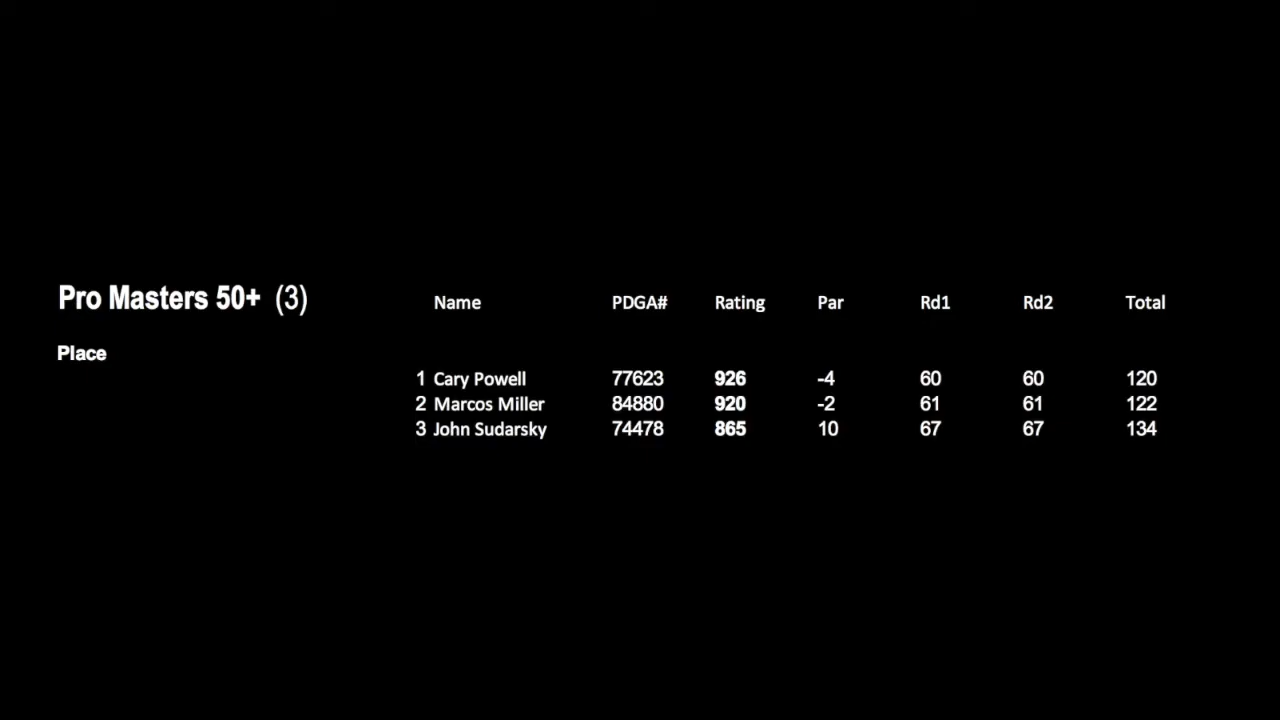 Pro Masters 50+ (3) Name PDGA# Rating Par Rd1 Rd2 Total
Place
1 Cary Powell 77623 926 -4 60 60 120
2 Marcos Miller 84880 920 -2 61 61 122
3 John Sudarsky 74478 865 10 67 67 134